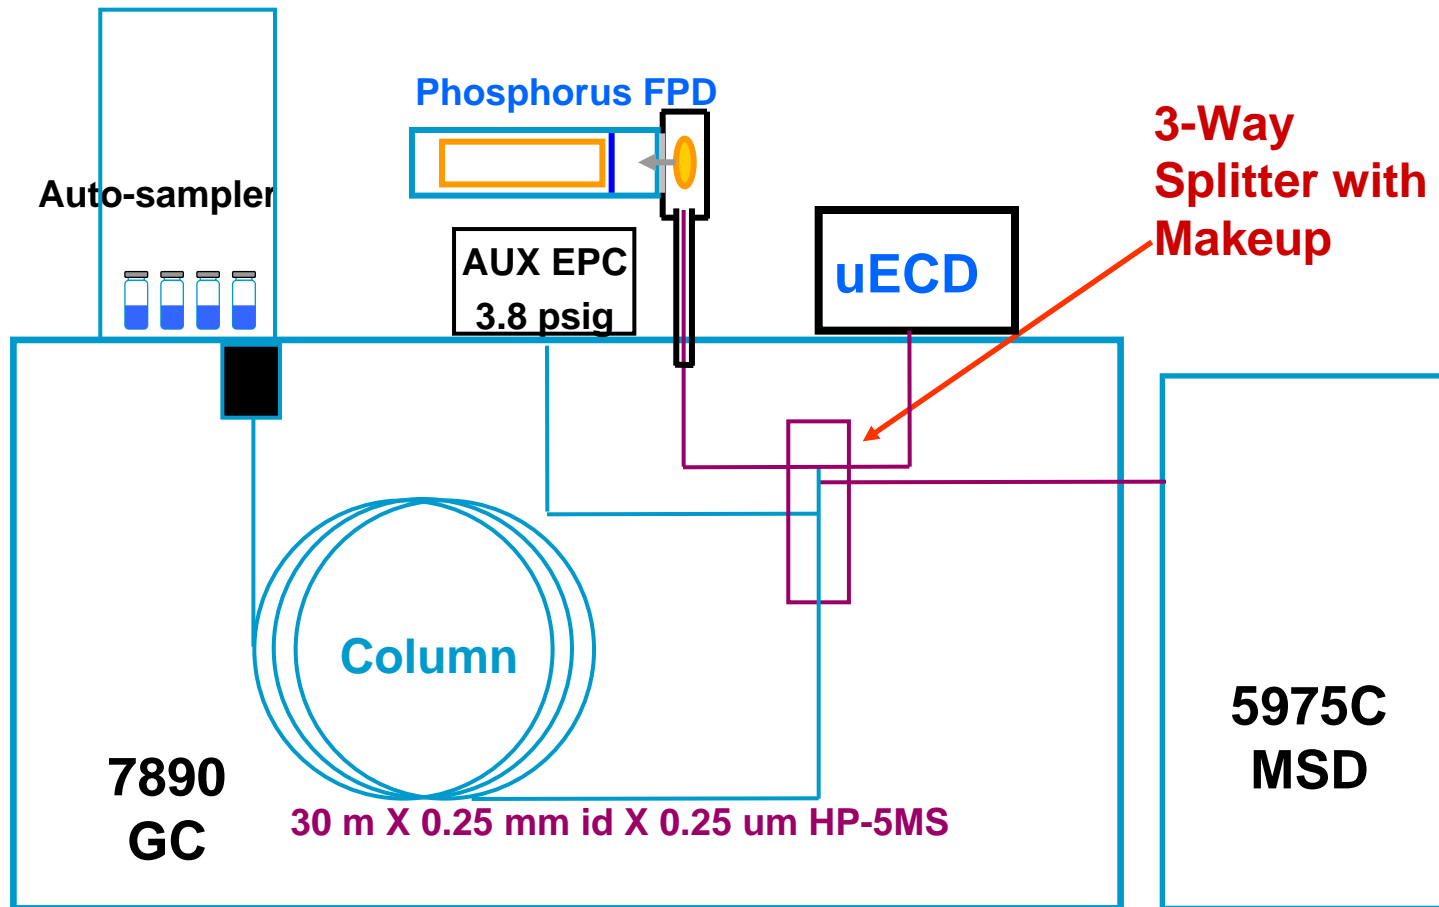 Phosphorus FPD
3-Way
Splitter with
Makeup
Auto-sampler
AUX EPC
3.8 psig
uECD
Column
5975C
MSD
7890
GC
30 m X 0.25 mm id X 0.25 um HP-5MS